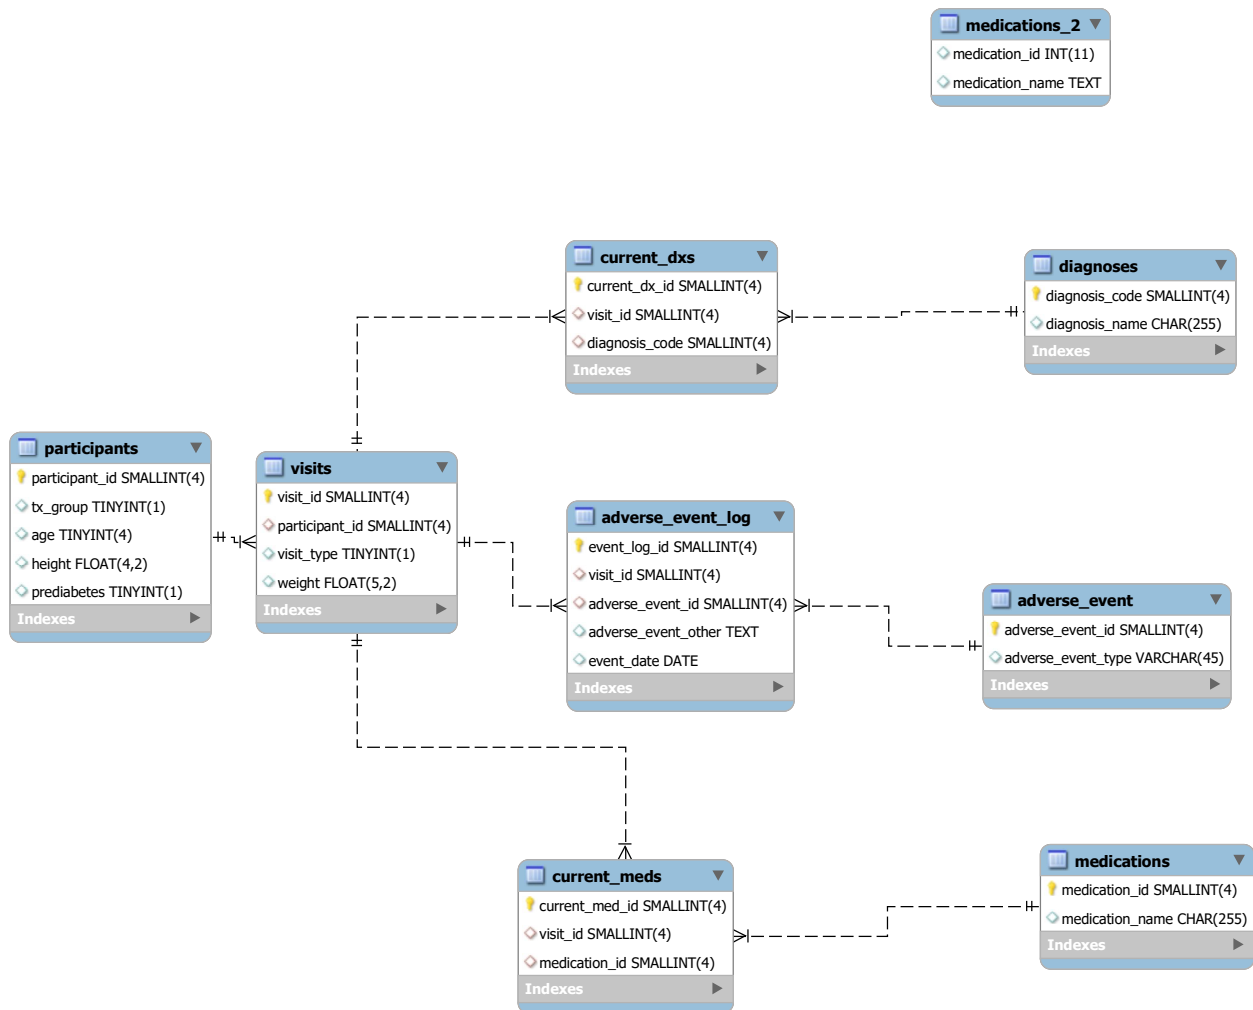 medications_2
medication_id INT(11)
medication_name TEXT
current_dxs
current_dx_id SMALLINT(4)
visit_id SMALLINT(4)
diagnosis_code SMALLINT(4)
Indexes
diagnoses
diagnosis_code SMALLINT(4)
diagnosis_name CHAR(255)
Indexes
participants
participant_id SMALLINT(4)
tx_group TINYINT(1)
age TINYINT(4)
height FLOAT(4,2)
prediabetes TINYINT(1)
Indexes
visits
visit_id SMALLINT(4)
participant_id SMALLINT(4)
visit_type TINYINT(1)
weight FLOAT(5,2)
Indexes
adverse_event_log
event_log_id SMALLINT(4)
visit_id SMALLINT(4)
adverse_event_id SMALLINT(4)
adverse_event_other TEXT
event_date DATE
Indexes
adverse_event
adverse_event_id SMALLINT(4)
adverse_event_type VARCHAR(45)
Indexes
current_meds
current_med_id SMALLINT(4)
visit_id SMALLINT(4)
medication_id SMALLINT(4)
Indexes
medications
medication_id SMALLINT(4)
medication_name CHAR(255)
Indexes